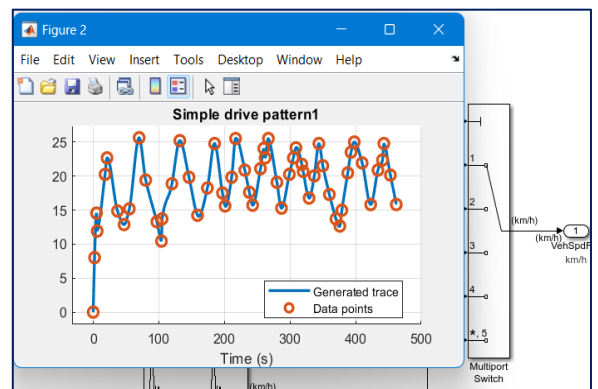 Figure 2
File Edit View Insert Tools Desktop Window Help
Simple drive pattern1
25
20
15
10
5
0
0 100 200 300 400 500
Time (s)
Generated trace
Data points
1
2
3
4
*, 5
Multiport
Switch
(km/h)
(km/h)
1
VehSpdR
km/h
(km/h)